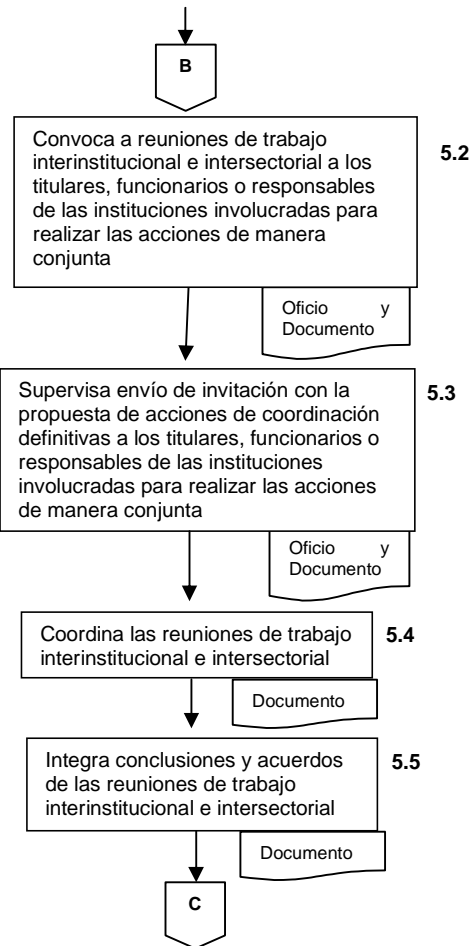 B
Convoca a reuniones de trabajo
interinstitucional e intersectorial a los
titulares, funcionarios o responsables
de las instituciones involucradas para
realizar las acciones de manera
conjunta
5.2
Oficio y
Documento
Supervisa envío de invitación con la
propuesta de acciones de coordinación
definitivas a los titulares, funcionarios o
responsables de las instituciones
involucradas para realizar las acciones
de manera conjunta
5.3
Oficio y
Documento
Coordina las reuniones de trabajo
interinstitucional e intersectorial
5.4
Documento
Integra conclusiones y acuerdos
de las reuniones de trabajo
interinstitucional e intersectorial
5.5
Documento
C